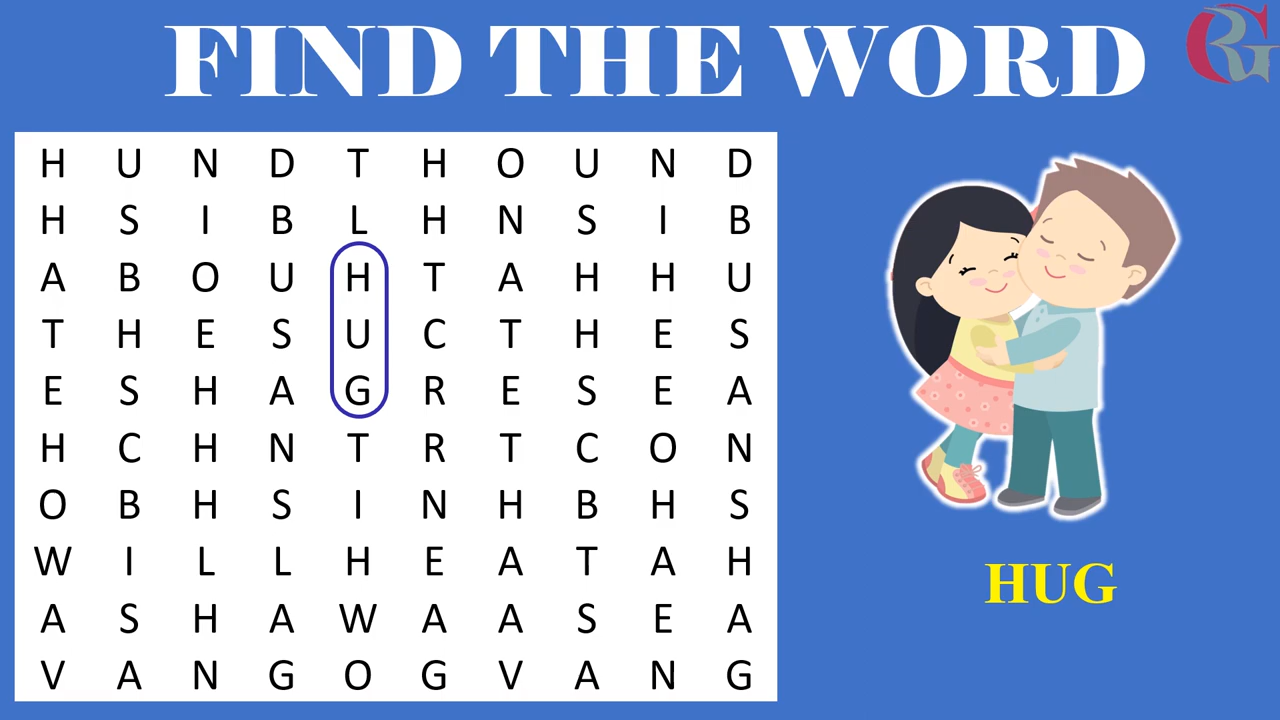 FIND THE WORD
H U N D T H O U N D
H S I B L H N S I B
A B O U H T A H H U
T H E S U C T H E S
E S H A G R E S E A
H C H N T R T C O N
O B H S I N H B H S
W I L L H E A T A H
A S H A W A A S E A
V A N G O G V A N G
HUG